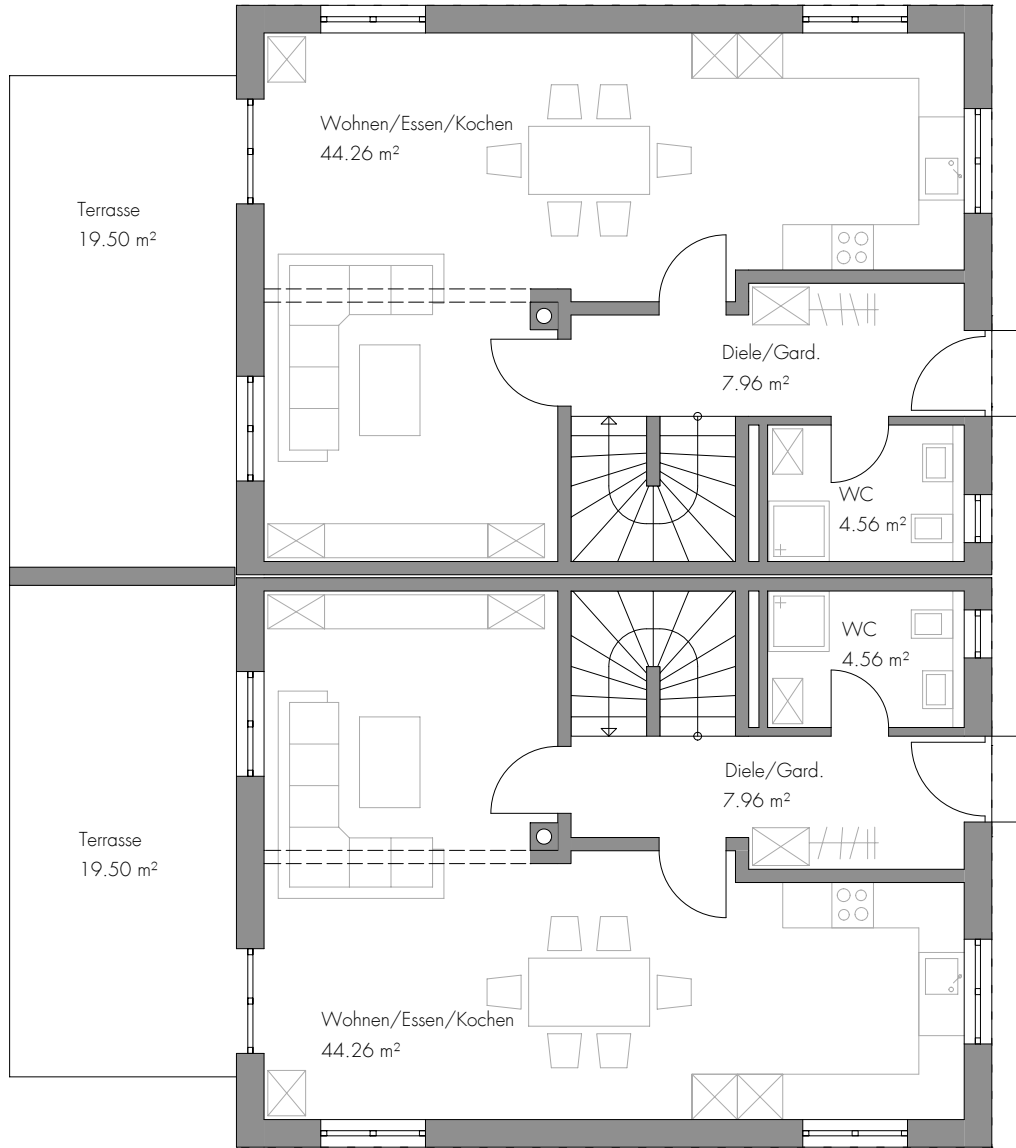 Wohnen/Essen/Kochen
44.26 m²
Terrasse
19.50 m²
Diele/Gard.
7.96 m²
WC
4.56 m²
WC
4.56 m²
Diele/Gard.
7.96 m²
Terrasse
19.50 m²
Wohnen/Essen/Kochen
44.26 m²